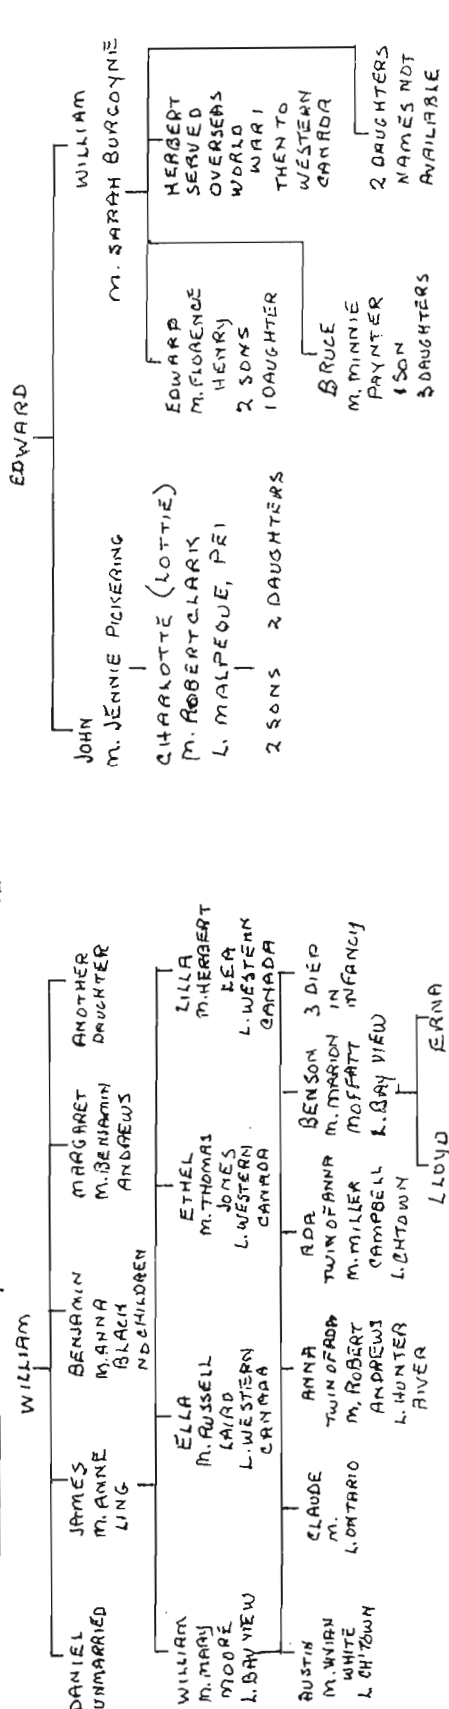 WILLIAM
DANIEL
UNMARRIED
JAMES
M. ANNE
LING
BENJAMIN
M. ANNA
BLACK
NO CHILDREN
MARGARET
M. BENJAMIN
ANDREWS
ANOTHER
DAUGHTER
WILLIAM
M. MARY
MOORE
L. BAY VIEW
ELLA
M. RUSSELL
LAIRD
L. WESTERN
CANADA
ETHEL
M. THOMAS
JONES
L. WESTERN
CANADA
LILLA
M. HERBERT
LEA
L. WESTERN
CANADA
AUSTIN
M. VIVIAN
WHITE
L CH'TOWN
CLAUDE
M.
L. ONTARIO
ANNA
TWIN OF ADA
M. ROBERT
ANDREWS
L. HUNTER
RIVER
ADA
TWIN OF ANNA
M. MILLER
CAMPBELL
L. CHTOWN
BENSON
M. MARION
MOFFATT
L. BAY VIEW
3 DIED
IN
INFANCY
LLOYD
ERNA
EDWARD
JOHN
M. JENNIE PICKERING
CHARLOTTE (LOTTIE)
M. ROBERT CLARK
L. MALPEQUE, PEI
2 SONS 2 DAUGHTERS
WILLIAM
M. SARAH BURGOYNE
EDWARD
M. FLORENCE
HENRY
2 SONS
1 DAUGHTER
HERBERT
SERVED
OVERSEAS
WORLD
WAR I
THEN TO
WESTERN
CANADA
BRUCE
M. MINNIE
PAYNTER
1 SON
3 DAUGHTERS
2 DAUGHTERS
NAMES NOT
AVAILABLE